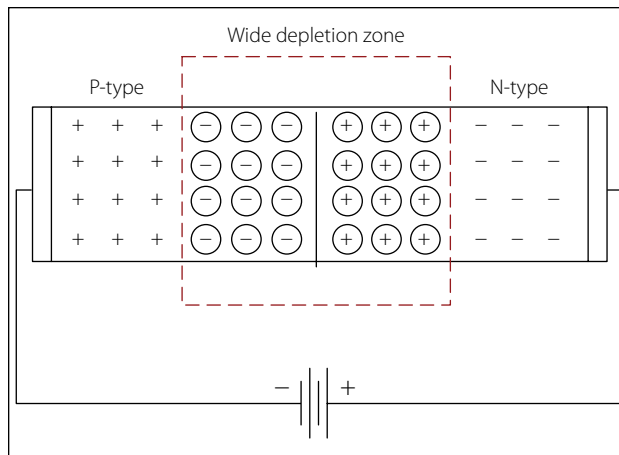 Wide depletion zone
P-type
N-type
+ + + − − − + + + − − −
+ + + − − − + + + − − −
+ + + − − − + + + − − −
+ + + − − − + + + − − −
− +